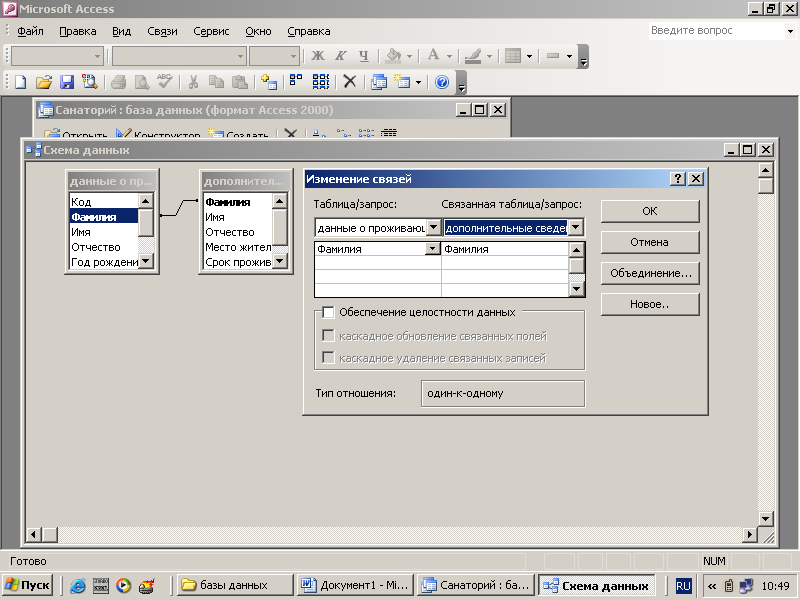 Microsoft Access
Файл Правка Вид Связи Сервис Окно Справка
Введите вопрос
Ж К Ч
Санаторий : база данных (формат Access 2000)
Открыть Конструктор Создать
Схема данных
данные о пр...
Код
Фамилия
Имя
Отчество
Год рождени
дополнител...
Фамилия
Имя
Отчество
Место жител
Срок прожив
Изменение связей
Таблица/запрос: Связанная таблица/запрос:
данные о проживающ дополнительные сведе
Фамилия Фамилия
ОК
Отмена
Объединение...
Новое..
Обеспечение целостности данных
каскадное обновление связанных полей
каскадное удаление связанных записей
Тип отношения: один-к-одному
Готово
NUM
Пуск
базы данных
Документ1 - Mi...
Санаторий : ба...
Схема данных
RU
10:49